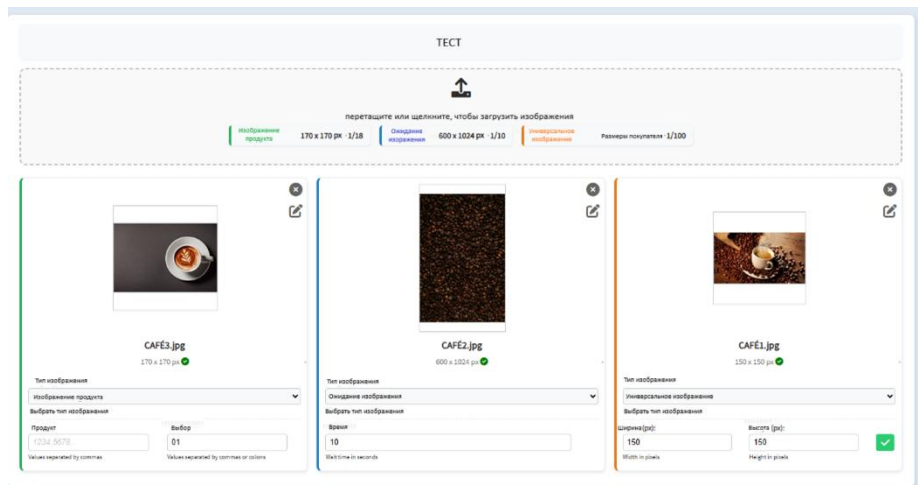 ТЕСТ
перетащите или щелкните, чтобы загрузить изображения
Изображение продукта 170 x 170 px · 1/18 Ожидание изоражения 600 x 1024 px · 1/10 Универсальное изображение Размеры покупателя · 1/100
CAFÉ3.jpg
170 x 170 px
Тип изображения
Изображение продукта
Выбрать тип изображения
Продукт Выбор
1234,5678... 01
Values separated by commas Values separated by commas or colons
CAFÉ2.jpg
600 x 1024 px
Тип изображения
Ожидание изображения
Выбрать тип изображения
Время
10
Wait time in seconds
CAFÉ1.jpg
150 x 150 px
Тип изображения
Универсальное изображение
Выбрать тип изображения
Ширина(px): Высота (px):
150 150
Width in pixels Height in pixels